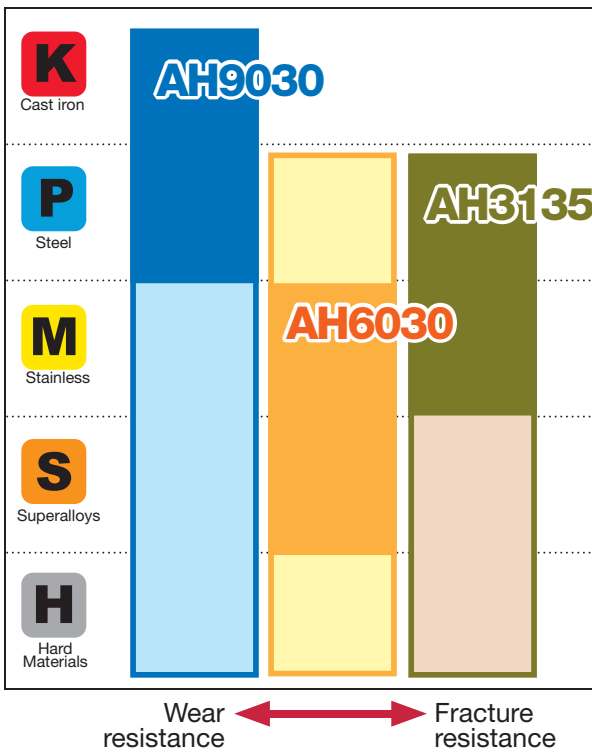 K
Cast iron
AH9030
P
Steel
AH3135
M
Stainless
AH6030
S
Superalloys
H
Hard
Materials
Wear
resistance
Fracture
resistance